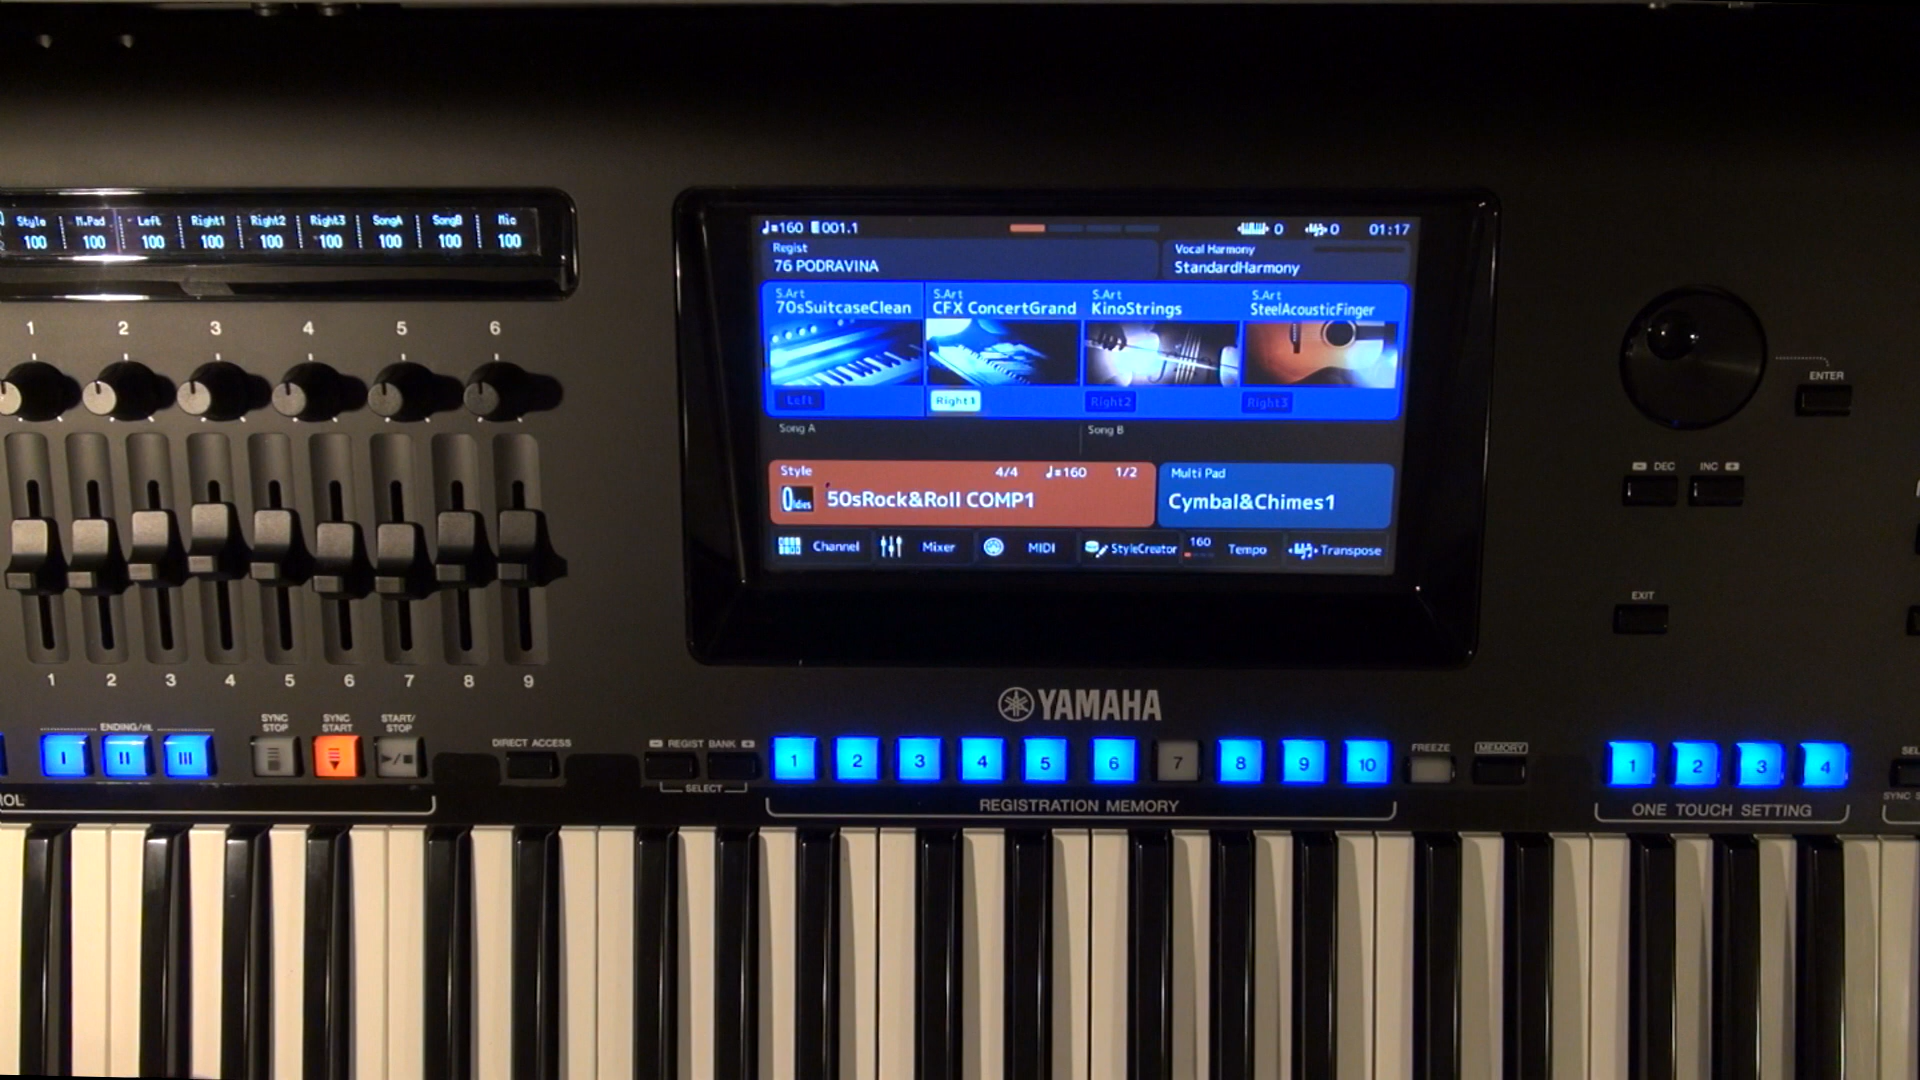 Style M.Pad Left Right1 Right2 Right3 SongA SongB Mic
100 100 100 100 100 100 100 100 100
1 2 3 4 5 6
1 2 3 4 5 6 7 8 9
♩=160 001.1 0 0 01:17
Regist
76 PODRAVINA
Vocal Harmony
StandardHarmony
S.Art S.Art S.Art S.Art
70sSuitcaseClean CFX ConcertGrand KinoStrings SteelAcousticFinger
Left Right1 Right2 Right3
Song A Song B
Style 4/4 ♩=160 1/2
Oldies 50sRock&Roll COMP1
Multi Pad
Cymbal&Chimes1
Channel Mixer MIDI StyleCreator 160 Tempo Transpose
ENTER
DEC INC
EXIT
YAMAHA
ENDING/rit.
I II III
SYNC STOP
SYNC START
START/STOP
DIRECT ACCESS
REGIST BANK
SELECT
1 2 3 4 5 6 7 8 9 10
REGISTRATION MEMORY
FREEZE
MEMORY
1 2 3 4
ONE TOUCH SETTING